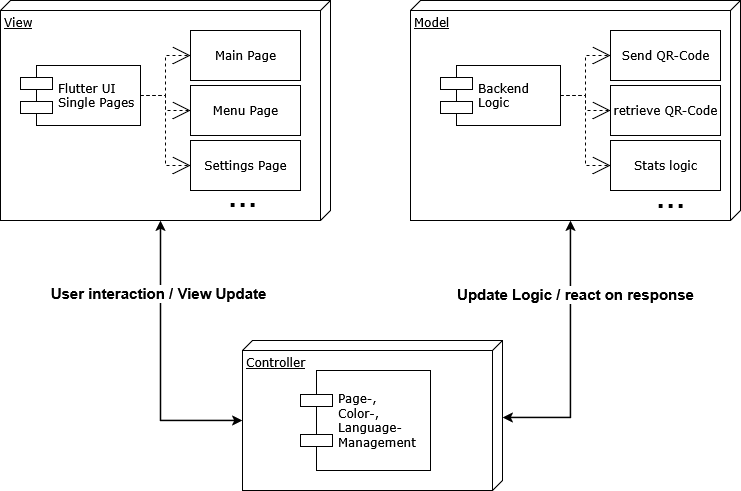 View
Flutter UI
Single Pages
Main Page
Menu Page
Settings Page
...
Model
Backend
Logic
Send QR-Code
retrieve QR-Code
Stats logic
...
User interaction / View Update
Update Logic / react on response
Controller
Page-,
Color-,
Language-
Management